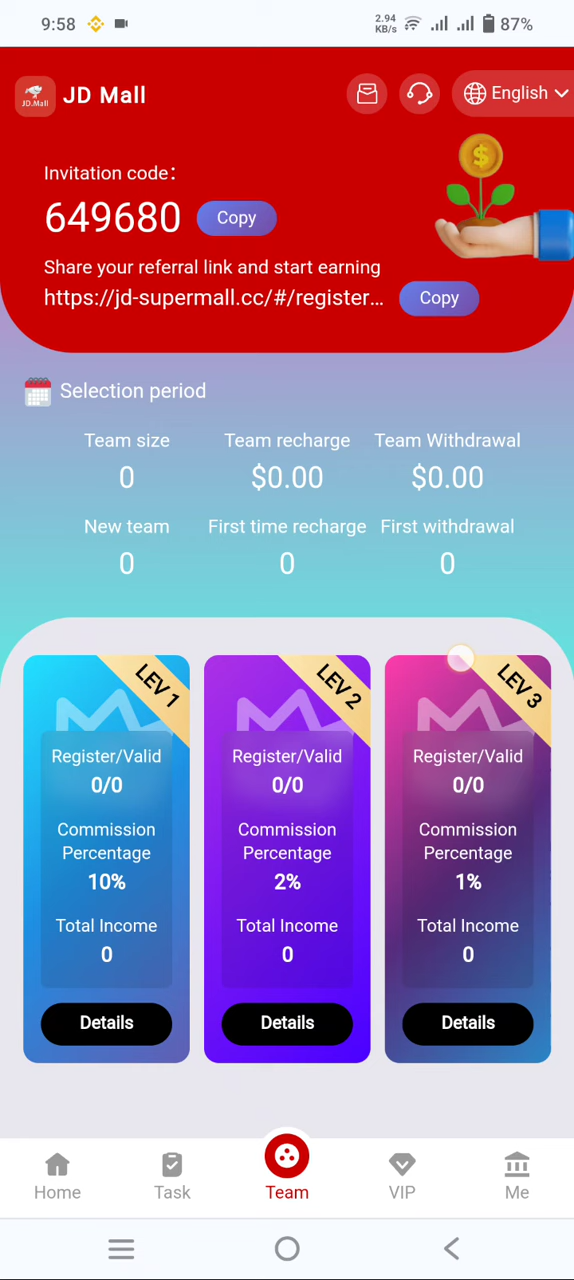 9:58
2.94
KB/s
87%
JD.Mall
JD Mall
English
Invitation code：
649680
Copy
Share your referral link and start earning
https://jd-supermall.cc/#/register...
Copy
Selection period
Team size
Team recharge
Team Withdrawal
0
$0.00
$0.00
New team
First time recharge
First withdrawal
0
0
0
LEV 1
Register/Valid
0/0
Commission
Percentage
10%
Total Income
0
Details
LEV 2
Register/Valid
0/0
Commission
Percentage
2%
Total Income
0
Details
LEV 3
Register/Valid
0/0
Commission
Percentage
1%
Total Income
0
Details
Home
Task
Team
VIP
Me